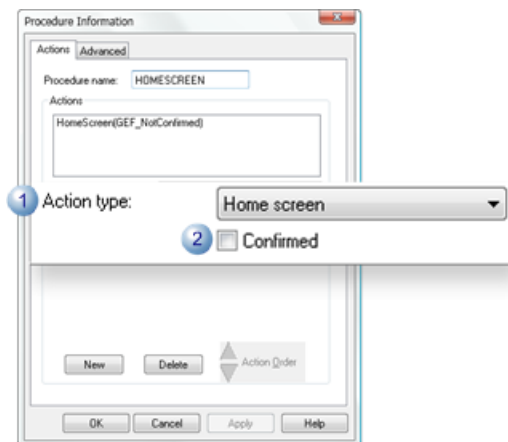 Procedure Information
Actions Advanced
Procedure name: HOMESCREEN
Actions
HomeScreen(GEF_NotConfirmed)
1 Action type: Home screen
2 Confirmed
New Delete Action Order
OK Cancel Apply Help